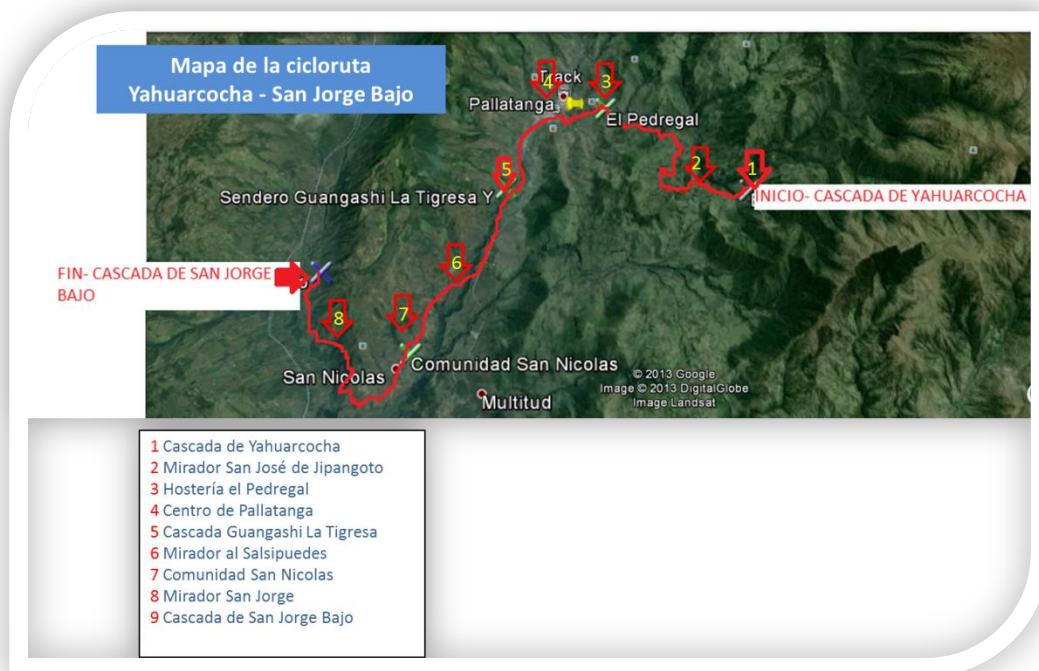 Mapa de la cicloruta
Yahuarcocha - San Jorge Bajo
Track
4
3
Pallatanga
El Pedregal
2
1
5
Sendero Guangashi La Tigresa Y
INICIO- CASCADA DE YAHUARCOCHA
6
FIN- CASCADA DE SAN JORGE
BAJO
7
8
Comunidad San Nicolas
San Nicolas
Multitud
© 2013 Google
Image © 2013 DigitalGlobe
Image Landsat
1 Cascada de Yahuarcocha
2 Mirador San José de Jipangoto
3 Hostería el Pedregal
4 Centro de Pallatanga
5 Cascada Guangashi La Tigresa
6 Mirador al Salsipuedes
7 Comunidad San Nicolas
8 Mirador San Jorge
9 Cascada de San Jorge Bajo